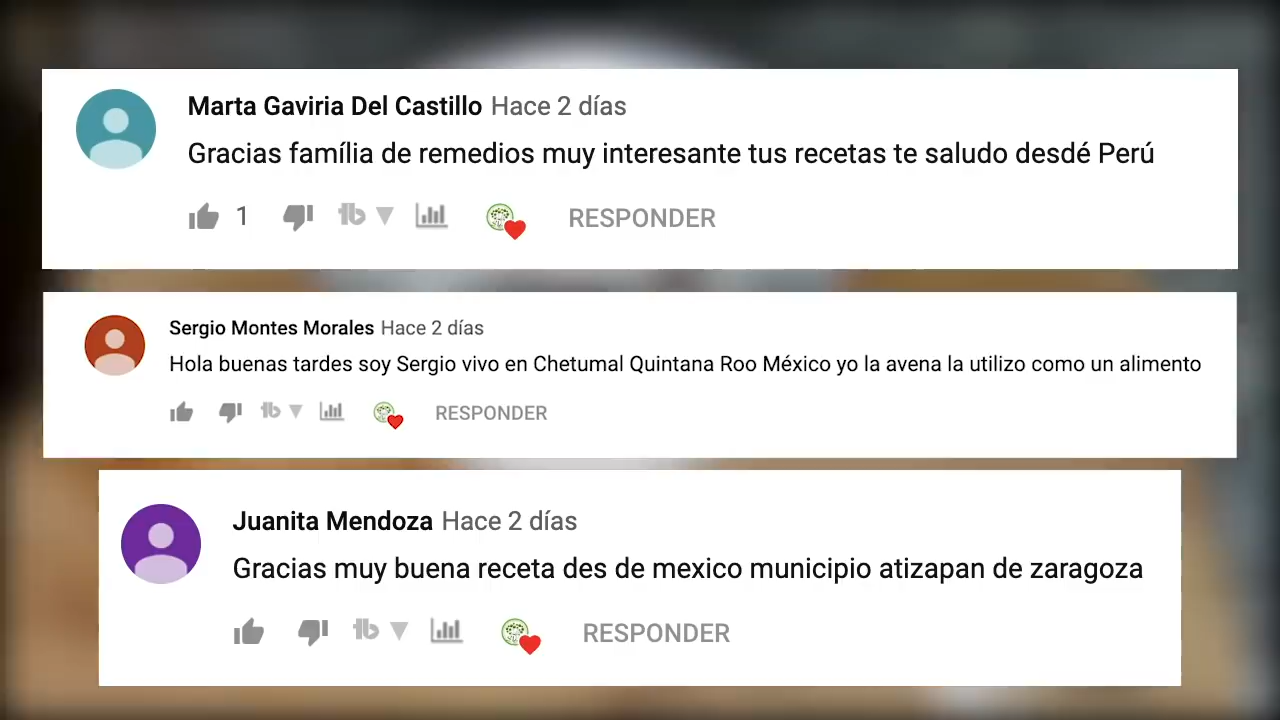 Marta Gaviria Del Castillo Hace 2 días
Gracias família de remedios muy interesante tus recetas te saludo desdé Perú
1 tb RESPONDER
Sergio Montes Morales Hace 2 días
Hola buenas tardes soy Sergio vivo en Chetumal Quintana Roo México yo la avena la utilizo como un alimento
tb RESPONDER
Juanita Mendoza Hace 2 días
Gracias muy buena receta des de mexico municipio atizapan de zaragoza
tb RESPONDER